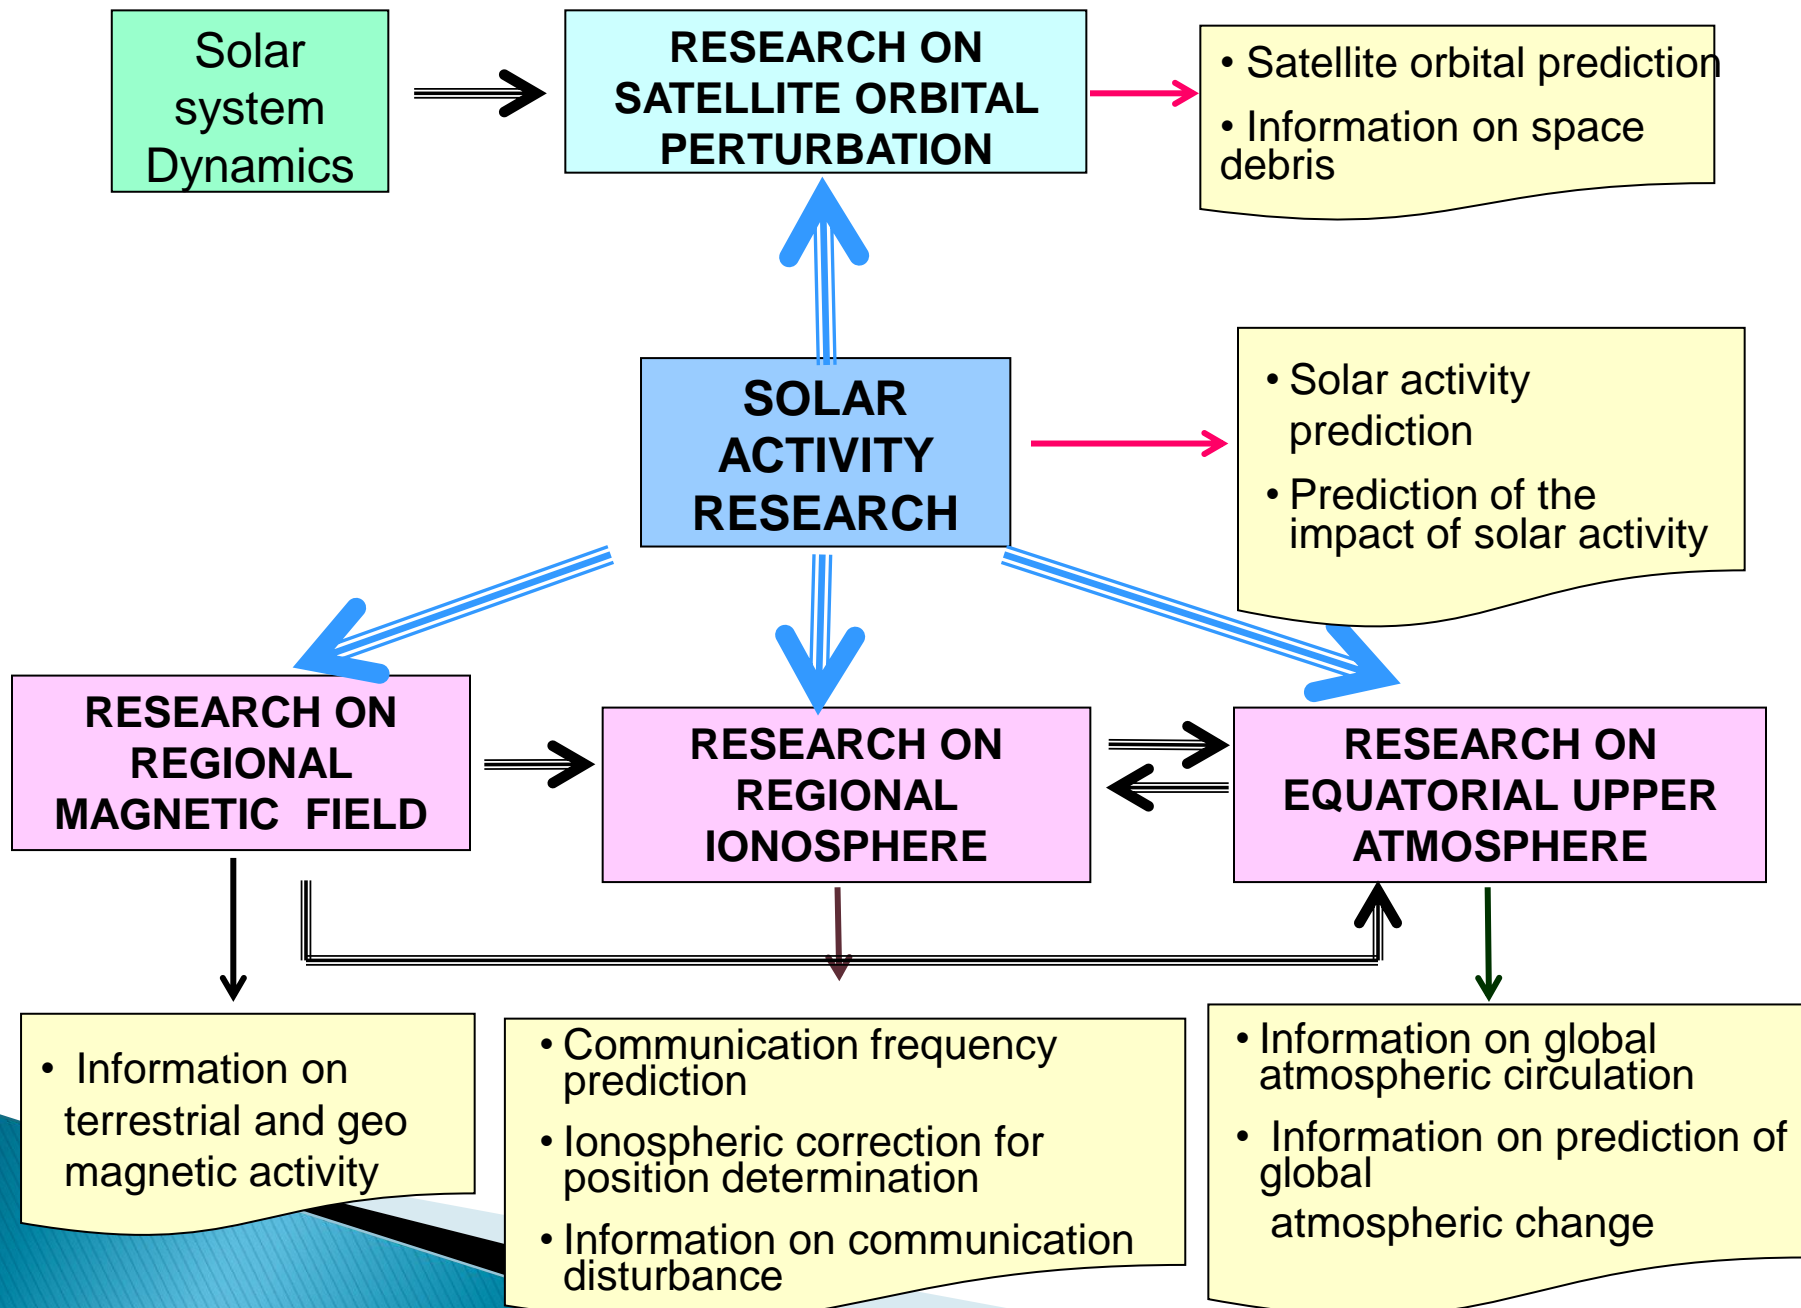 Solar
system
Dynamics
RESEARCH ON
SATELLITE ORBITAL
PERTURBATION
• Satellite orbital prediction
• Information on space
debris
SOLAR
ACTIVITY
RESEARCH
• Solar activity
prediction
• Prediction of the
impact of solar activity
RESEARCH ON
REGIONAL
MAGNETIC FIELD
RESEARCH ON
REGIONAL
IONOSPHERE
RESEARCH ON
EQUATORIAL UPPER
ATMOSPHERE
• Information on
terrestrial and geo
magnetic activity
• Communication frequency
prediction
• Ionospheric correction for
position determination
• Information on communication
disturbance
• Information on global
atmospheric circulation
• Information on prediction of
global
atmospheric change